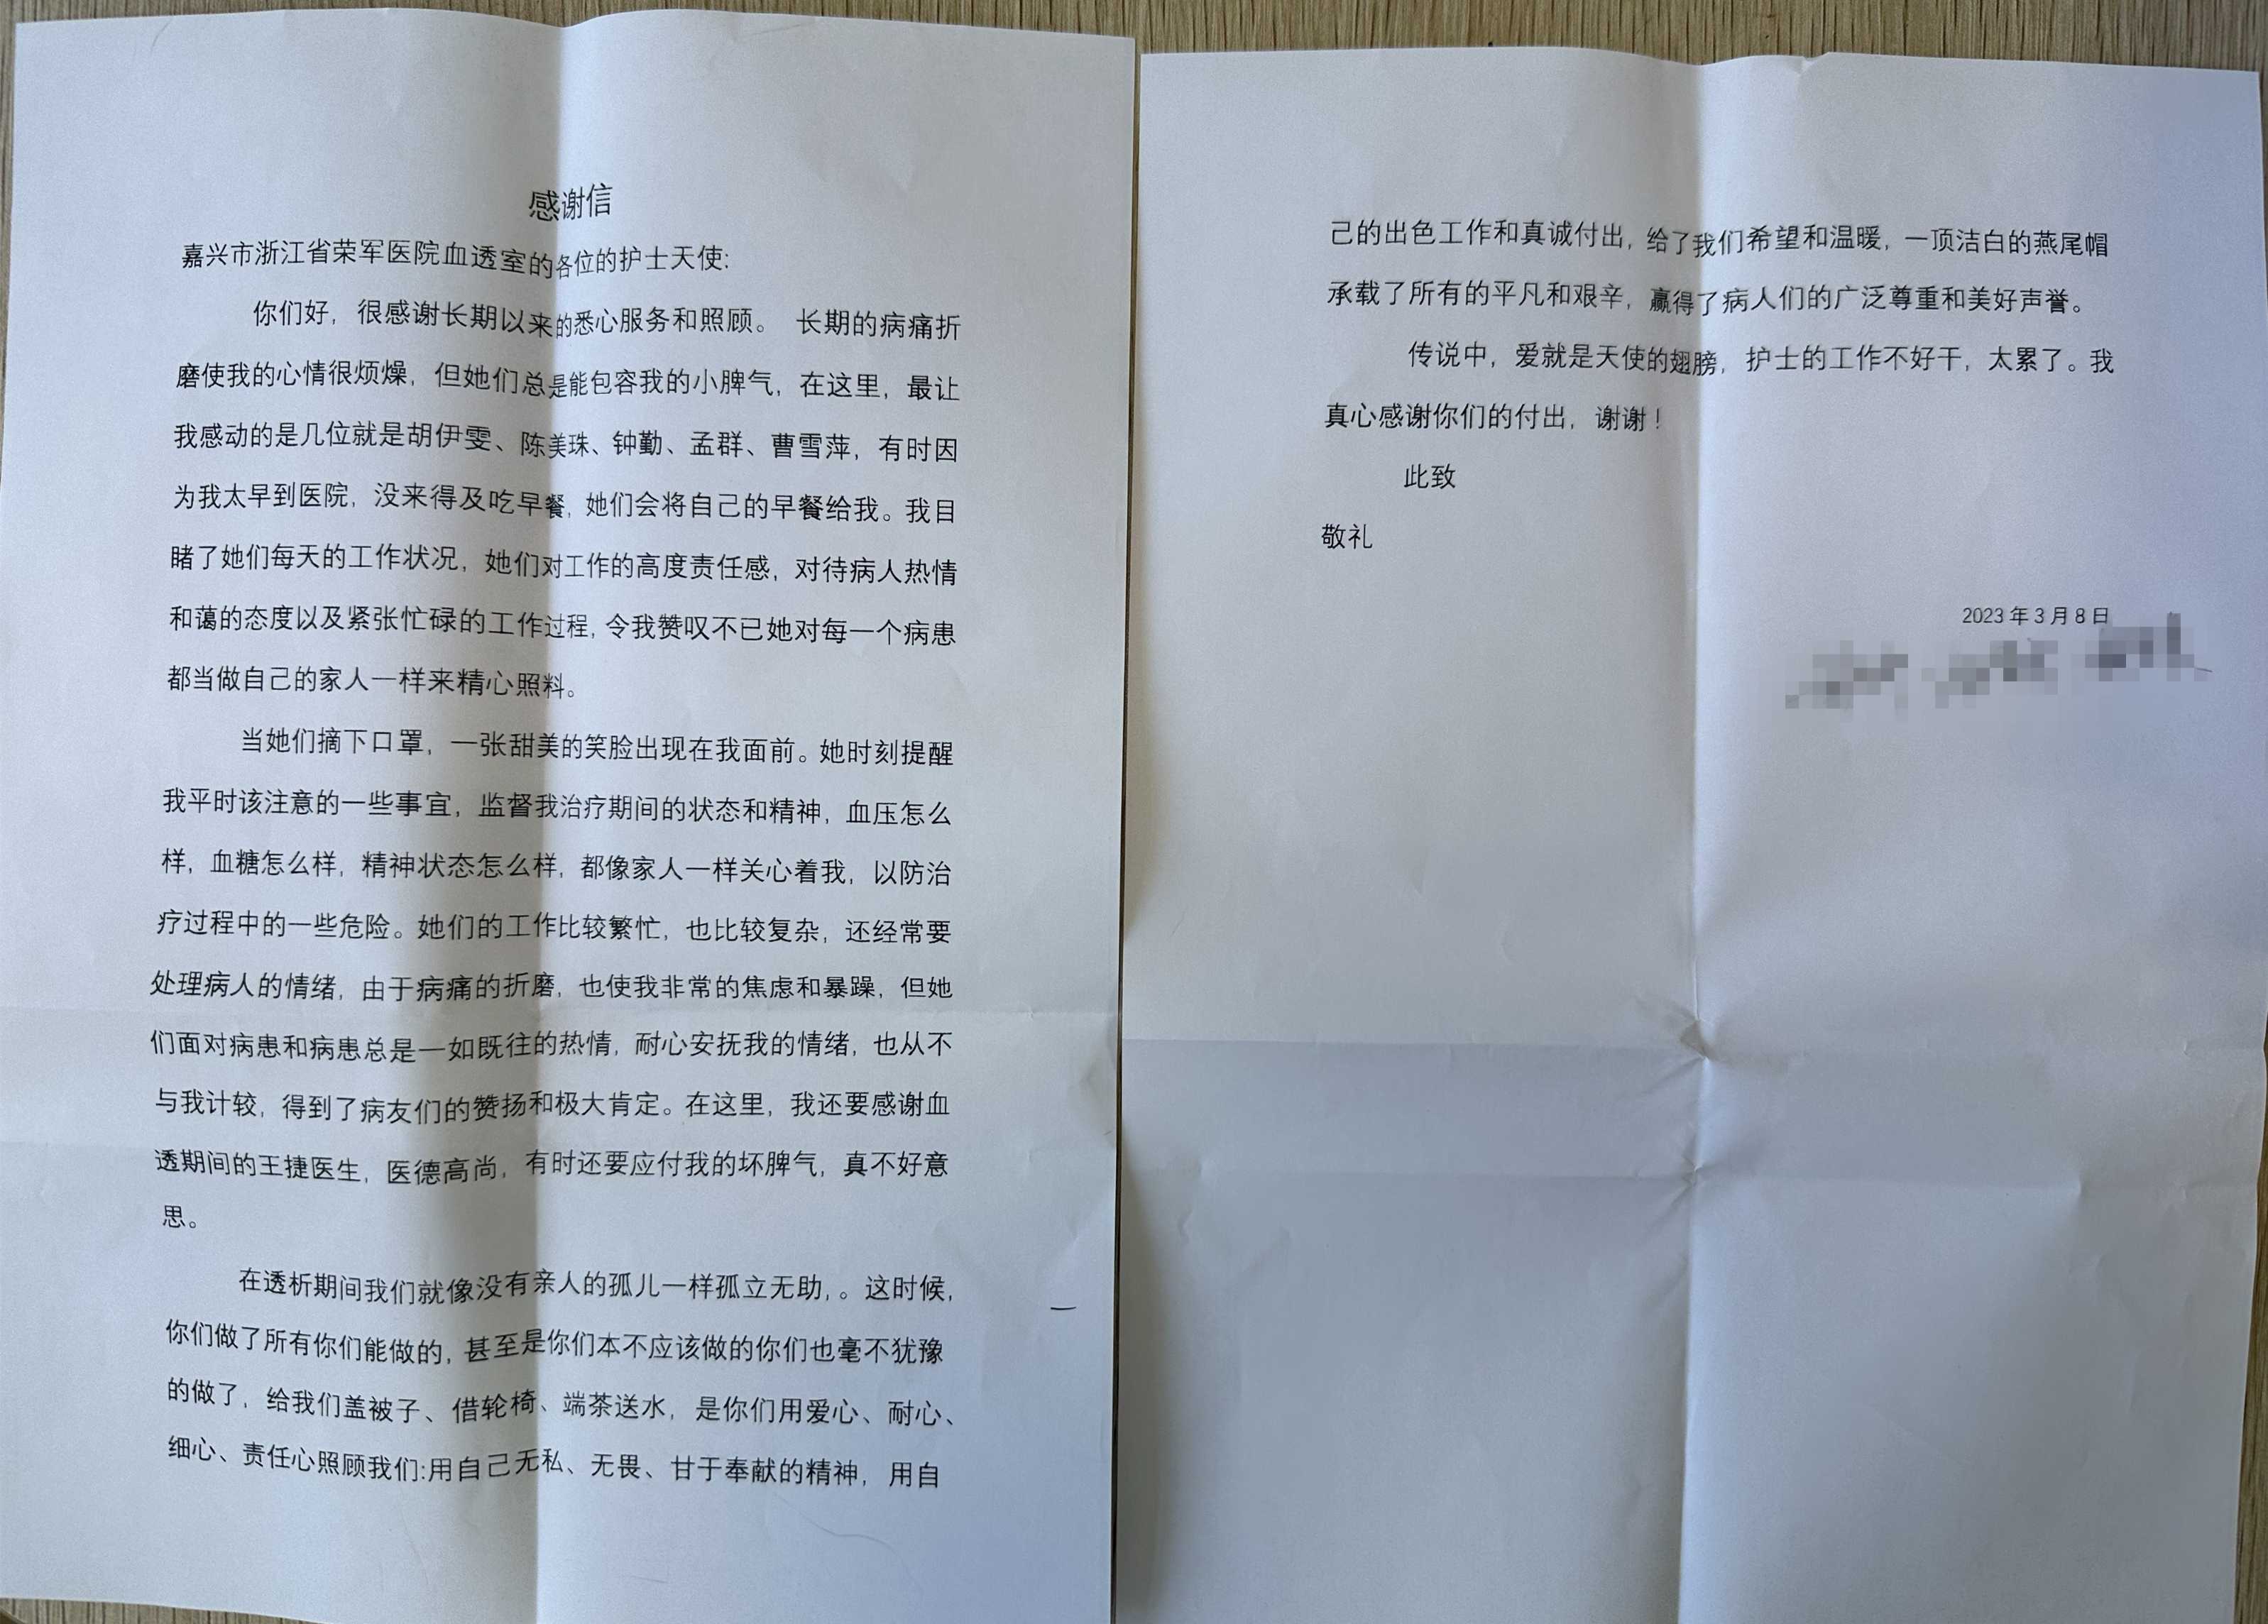 感谢信
嘉兴市浙江省荣军医院血透室的各位的护士天使:
你们好，很感谢长期以来的悉心服务和照顾。 长期的病痛折
磨使我的心情很烦燥，但她们总是能包容我的小脾气，在这里，最让
我感动的是几位就是胡伊雯、陈美珠、钟勤、孟群、曹雪萍，有时因
为我太早到医院，没来得及吃早餐，她们会将自己的早餐给我。我目
睹了她们每天的工作状况，她们对工作的高度责任感，对待病人热情
和蔼的态度以及紧张忙碌的工作过程，令我赞叹不已她对每一个病患
都当做自己的家人一样来精心照料。
当她们摘下口罩，一张甜美的笑脸出现在我面前。她时刻提醒
我平时该注意的一些事宜，监督我治疗期间的状态和精神，血压怎么
样，血糖怎么样，精神状态怎么样，都像家人一样关心着我，以防治
疗过程中的一些危险。她们的工作比较繁忙，也比较复杂，还经常要
处理病人的情绪，由于病痛的折磨，也使我非常的焦虑和暴躁，但她
们面对病患和病患总是一如既往的热情，耐心安抚我的情绪，也从不
与我计较，得到了病友们的赞扬和极大肯定。在这里，我还要感谢血
透期间的王捷医生，医德高尚，有时还要应付我的坏脾气，真不好意
思。
在透析期间我们就像没有亲人的孤儿一样孤立无助，。这时候，
你们做了所有你们能做的，甚至是你们本不应该做的你们也毫不犹豫
的做了，给我们盖被子、借轮椅、端茶送水，是你们用爱心、耐心、
细心、责任心照顾我们:用自己无私、无畏、甘于奉献的精神，用自
己的出色工作和真诚付出，给了我们希望和温暖，一顶洁白的燕尾帽
承载了所有的平凡和艰辛，赢得了病人们的广泛尊重和美好声誉。
传说中，爱就是天使的翅膀，护士的工作不好干，太累了。我
真心感谢你们的付出，谢谢！
此致
敬礼
2023年3月8日